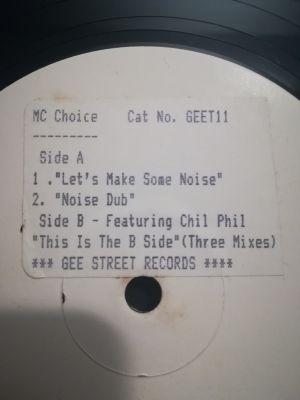 MC Choice    Cat No. GEET11
---------
Side A
1 ."Let's Make Some Noise"
2. "Noise Dub"
Side B - Featuring Chil Phil
"This Is The B Side"(Three Mixes)
*** GEE STREET RECORDS ****